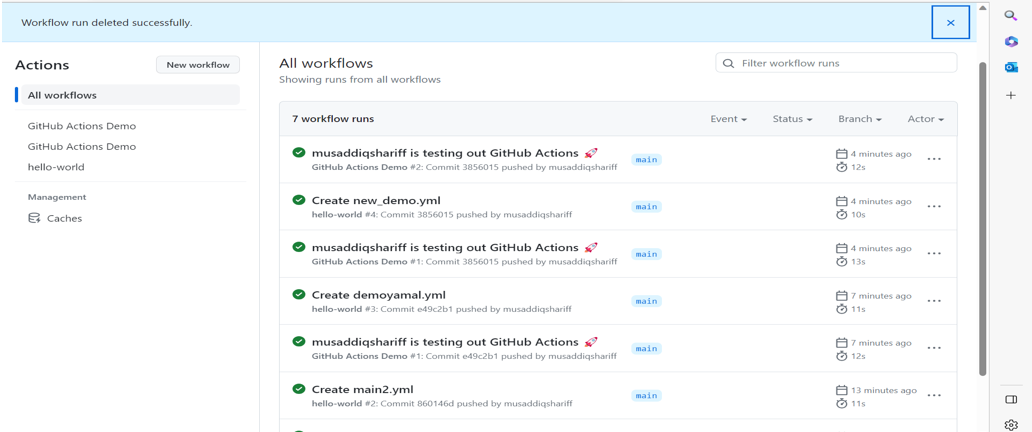 Workflow run deleted successfully.
Actions
New workflow
All workflows
GitHub Actions Demo
GitHub Actions Demo
hello-world
Management
Caches
All workflows
Showing runs from all workflows
Filter workflow runs
7 workflow runs
Event
Status
Branch
Actor
musaddiqshariff is testing out GitHub Actions 🚀
GitHub Actions Demo #2: Commit 3856015 pushed by musaddiqshariff
main
4 minutes ago
12s
Create new_demo.yml
hello-world #4: Commit 3856015 pushed by musaddiqshariff
main
4 minutes ago
10s
musaddiqshariff is testing out GitHub Actions 🚀
GitHub Actions Demo #1: Commit 3856015 pushed by musaddiqshariff
main
4 minutes ago
13s
Create demoyamal.yml
hello-world #3: Commit e49c2b1 pushed by musaddiqshariff
main
7 minutes ago
11s
musaddiqshariff is testing out GitHub Actions 🚀
GitHub Actions Demo #1: Commit e49c2b1 pushed by musaddiqshariff
main
7 minutes ago
12s
Create main2.yml
hello-world #2: Commit 860146d pushed by musaddiqshariff
main
13 minutes ago
11s